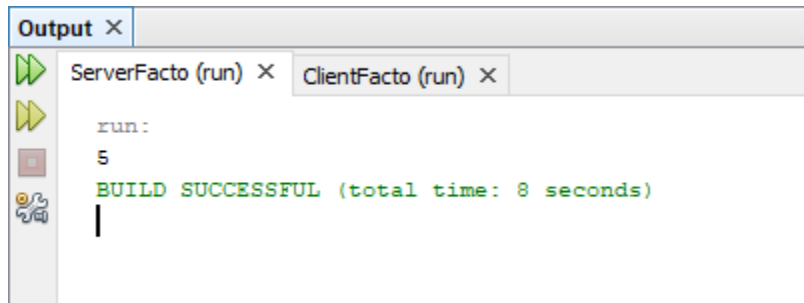 Output
ServerFacto (run) ClientFacto (run)
run:
5
BUILD SUCCESSFUL (total time: 8 seconds)